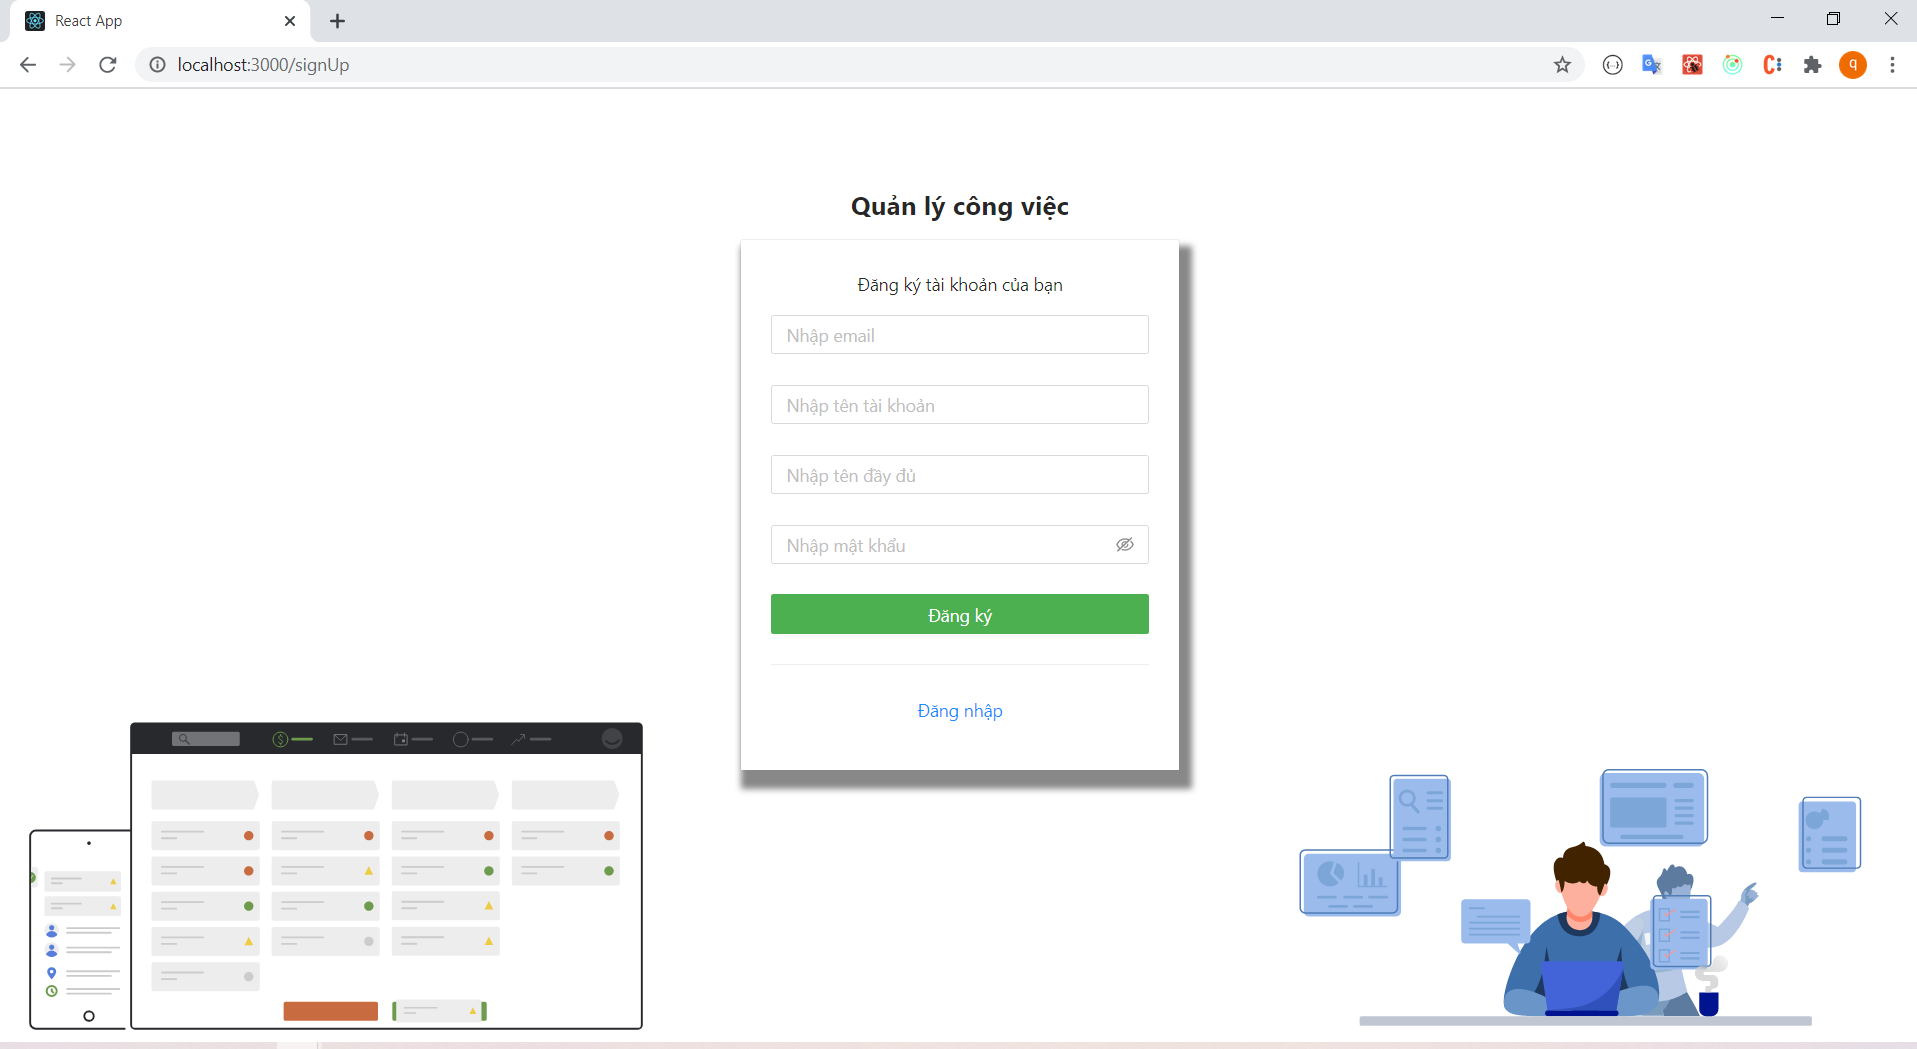 React App
localhost:3000/signUp
q
Quản lý công việc
Đăng ký tài khoản của bạn
Nhập email
Nhập tên tài khoản
Nhập tên đầy đủ
Nhập mật khẩu
Đăng ký
Đăng nhập